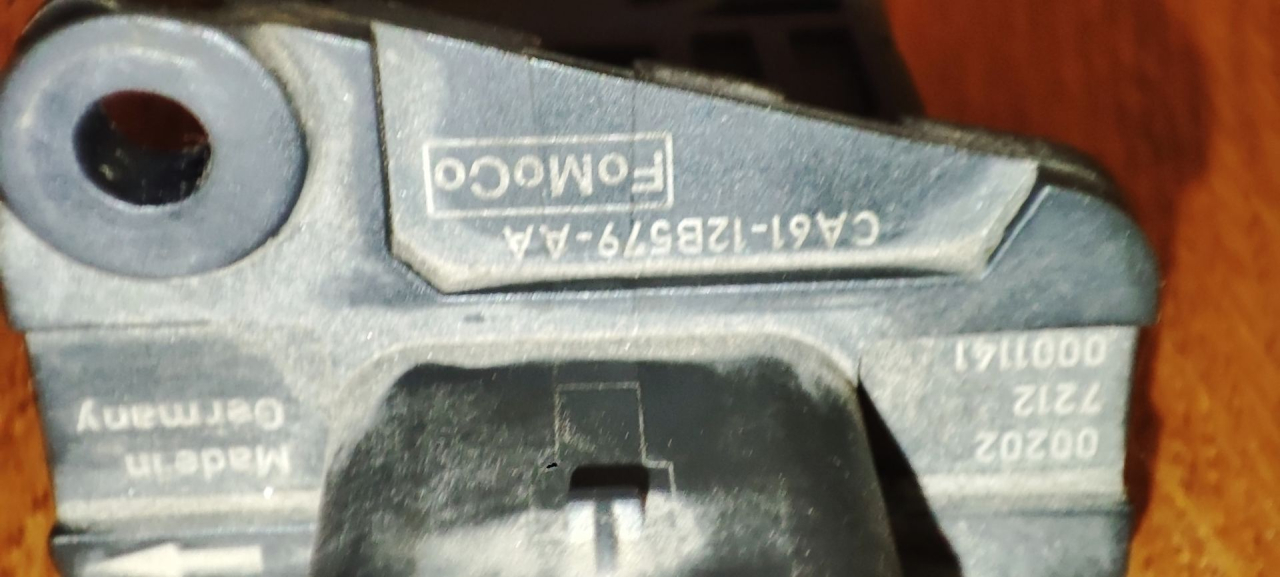 Made in
Germany
00202
7212
0001141
CA61-12B579-AA
FoMoCo